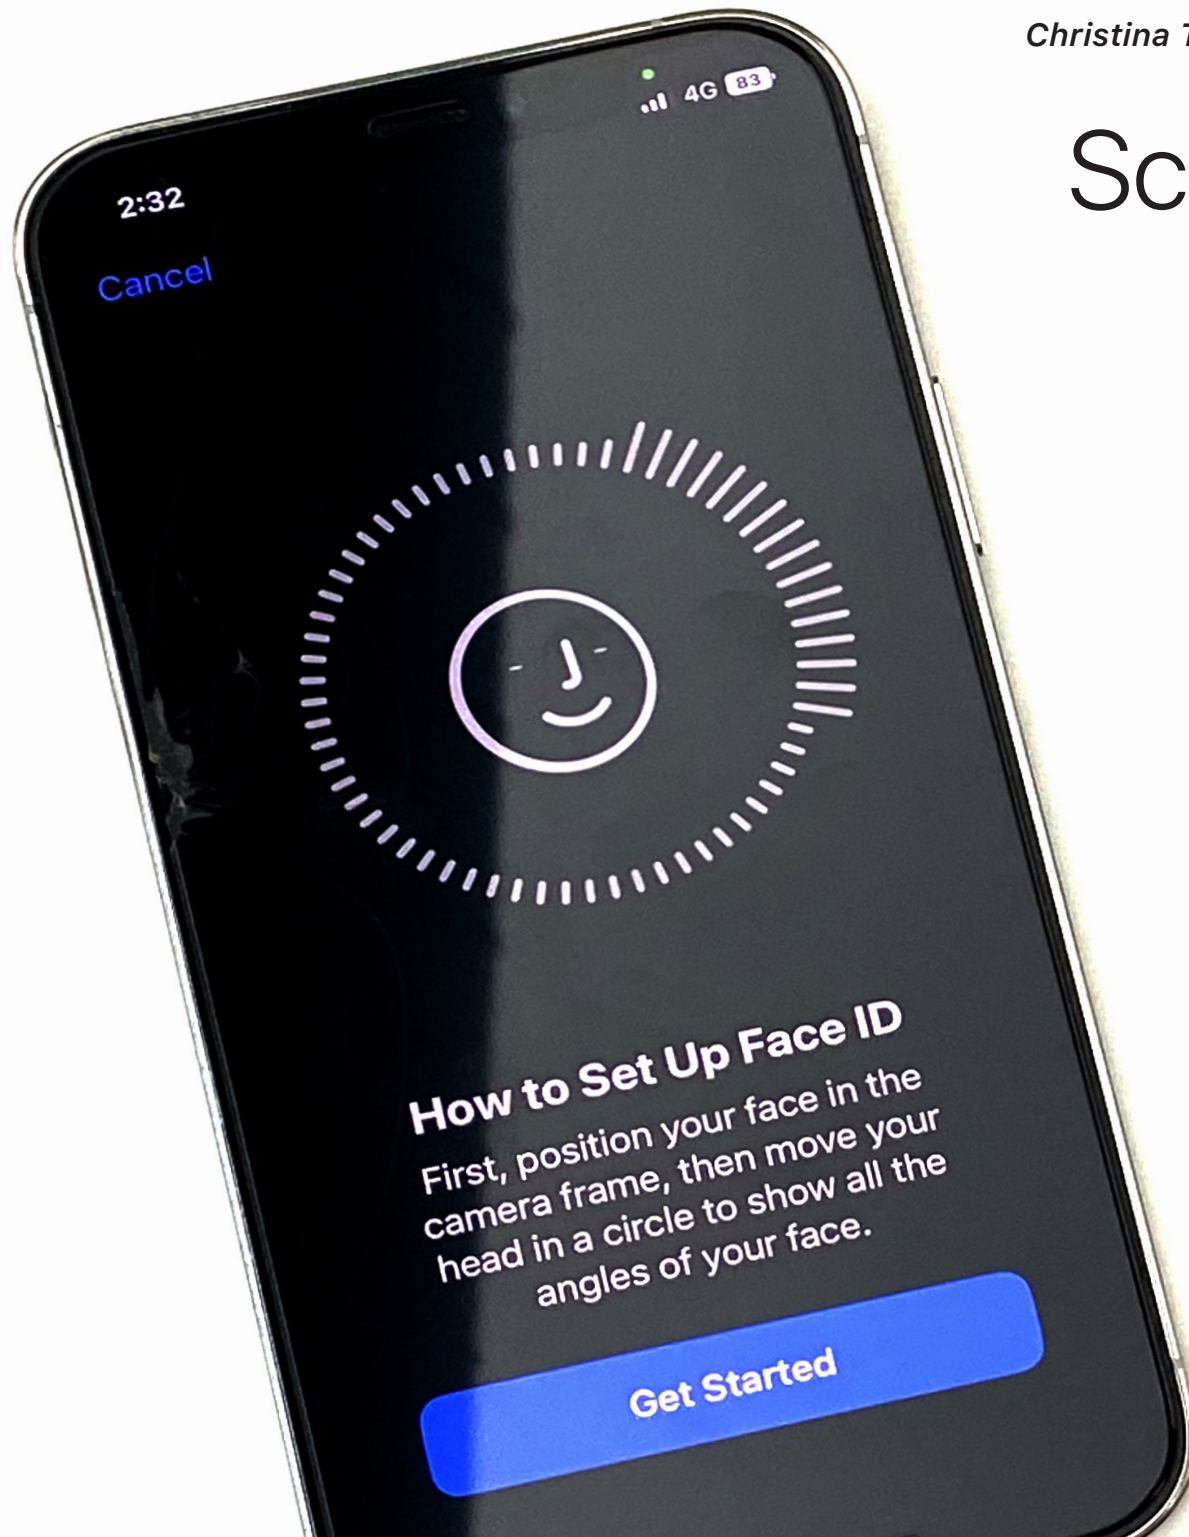 Christina
Sc
4G 83
2:32
Cancel
How to Set Up Face ID
First, position your face in the
camera frame, then move your
head in a circle to show all the
angles of your face.
Get Started